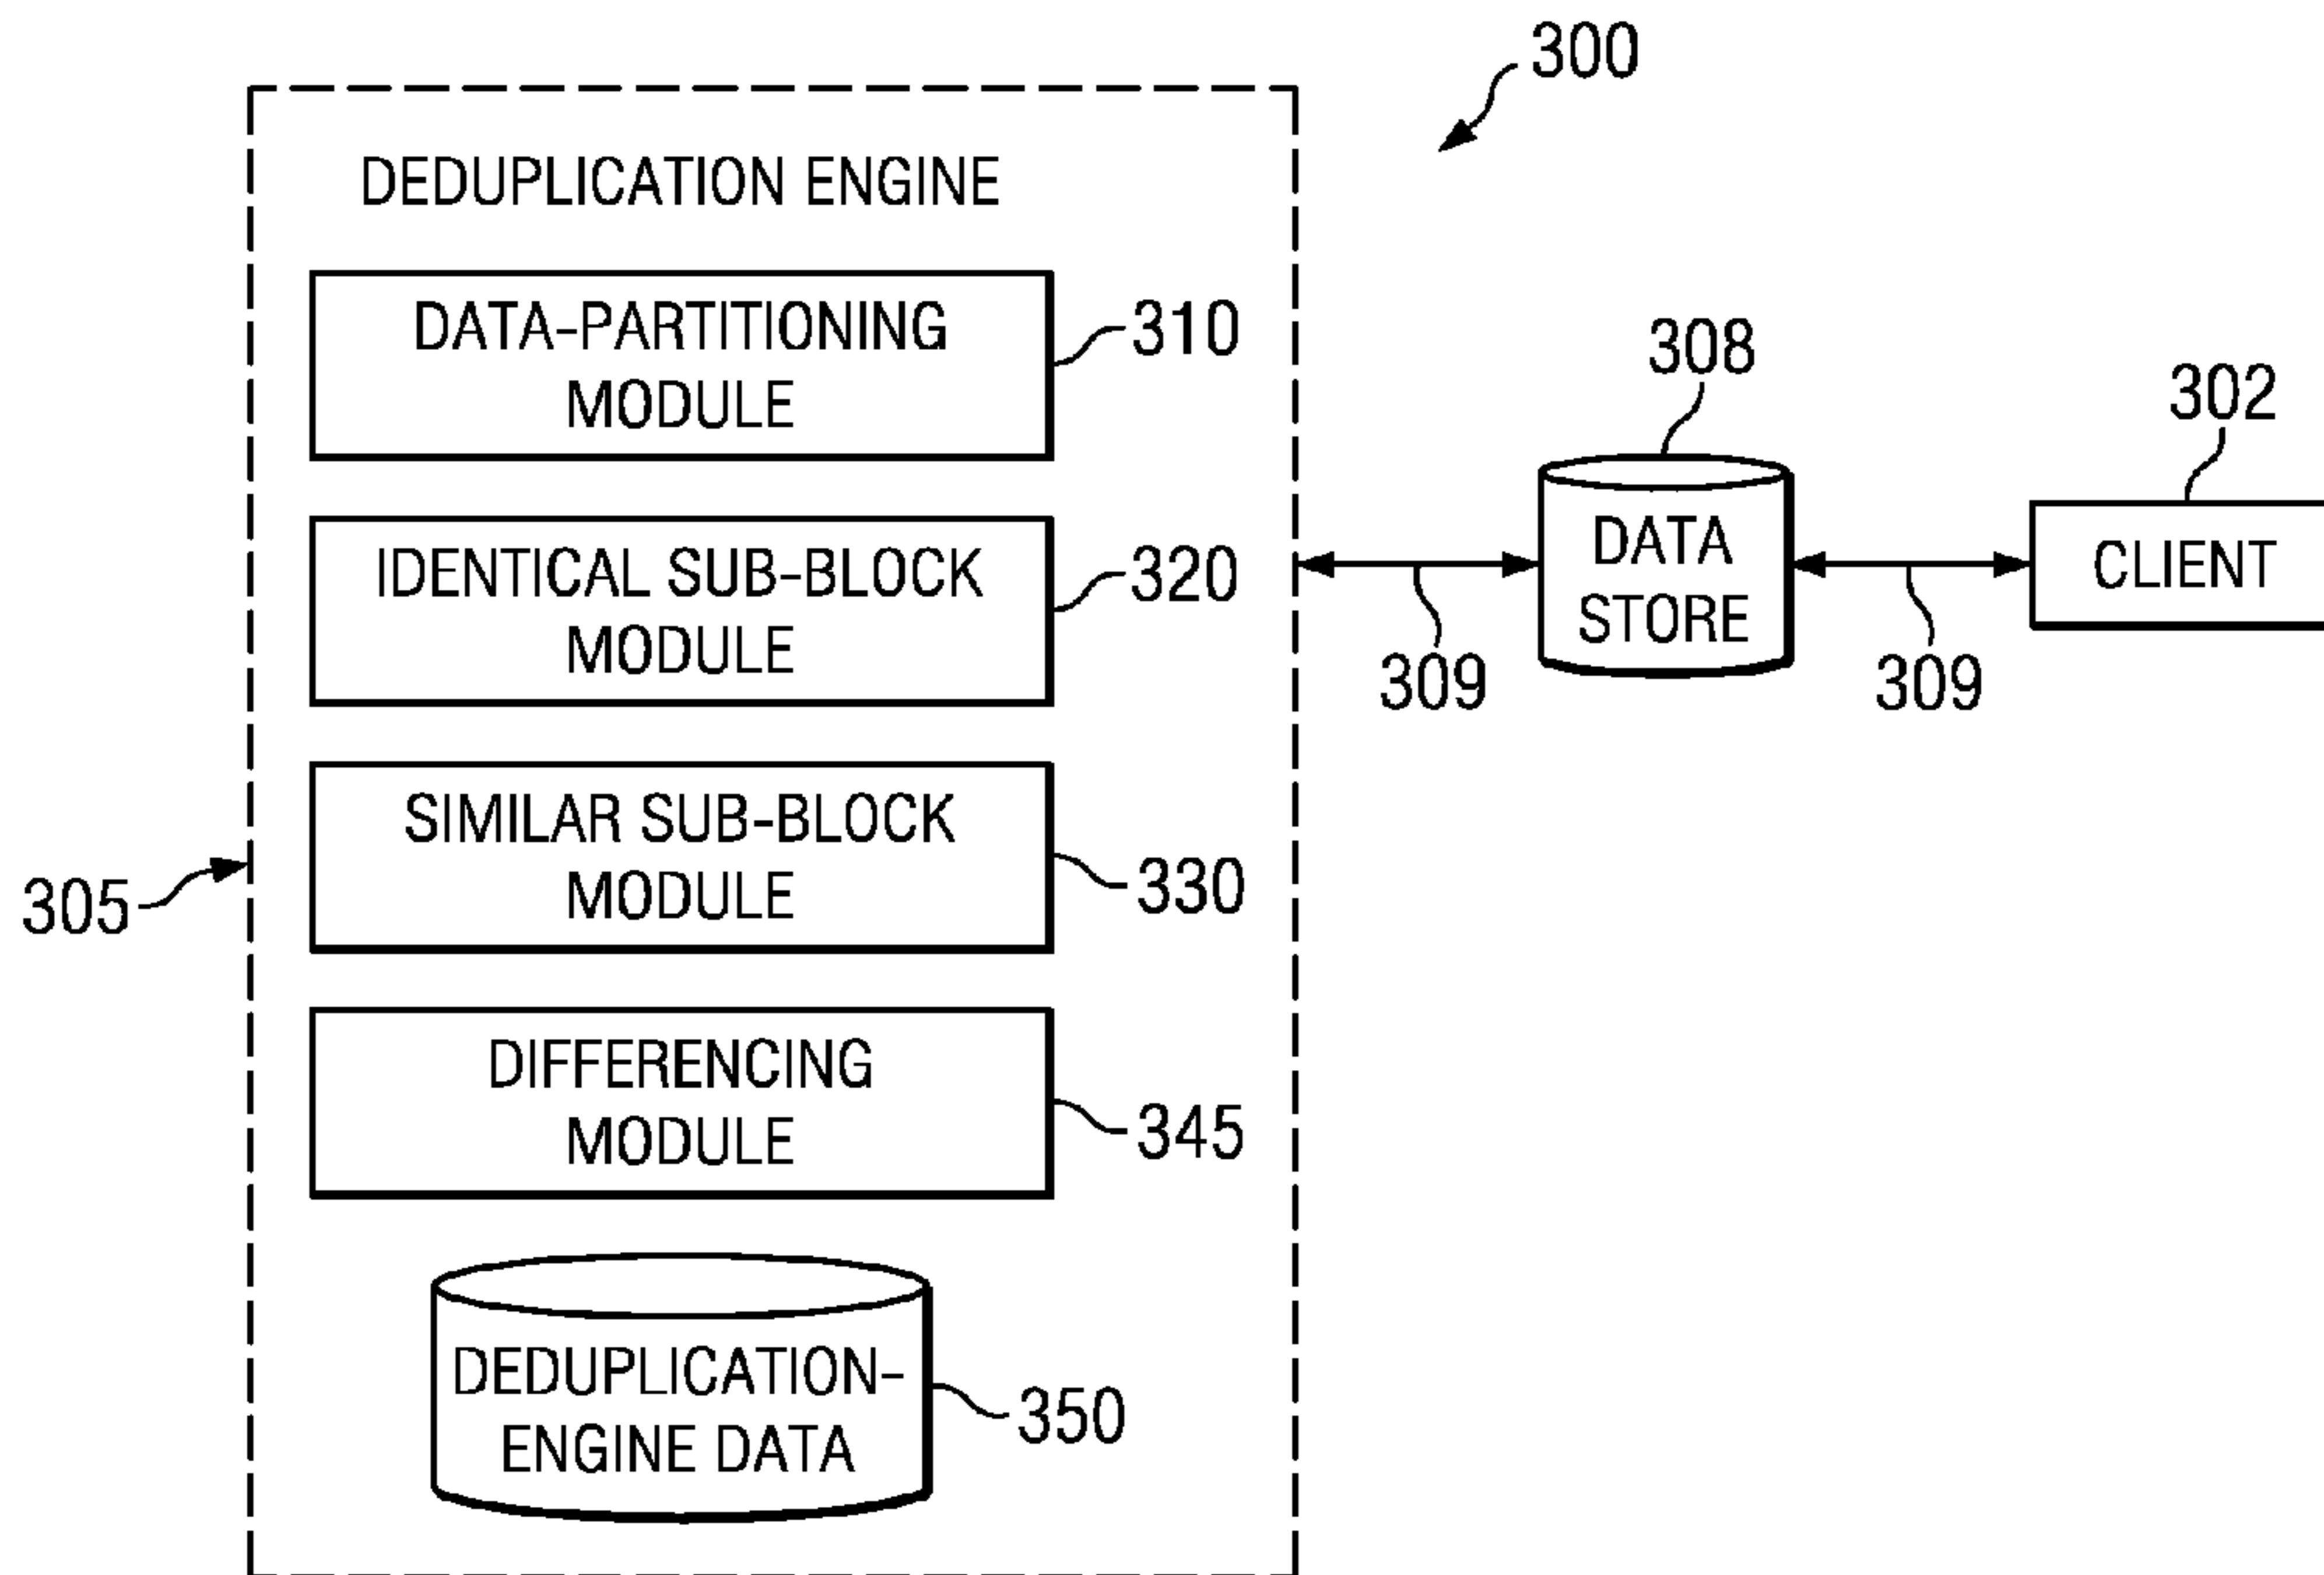 300
DEDUPLICATION ENGINE
DATA-PARTITIONING
MODULE
310
IDENTICAL SUB-BLOCK
MODULE
320
SIMILAR SUB-BLOCK
MODULE
330
305
DIFFERENCING
MODULE
345
DEDUPLICATION-
ENGINE DATA
350
308
DATA
STORE
309
309
302
CLIENT